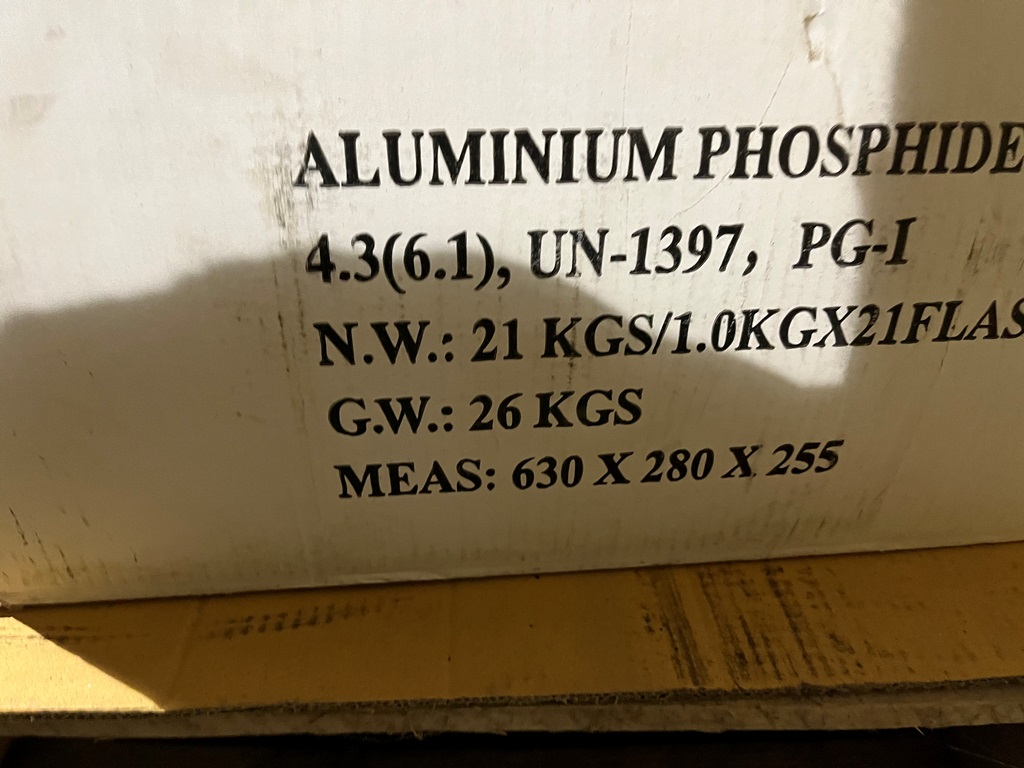 ALUMINIUM PHOSPHIDE
4.3(6.1), UN-1397, PG-I
N.W.: 21 KGS/1.0KGX21FLAS
G.W.: 26 KGS
MEAS: 630 X 280 X 255